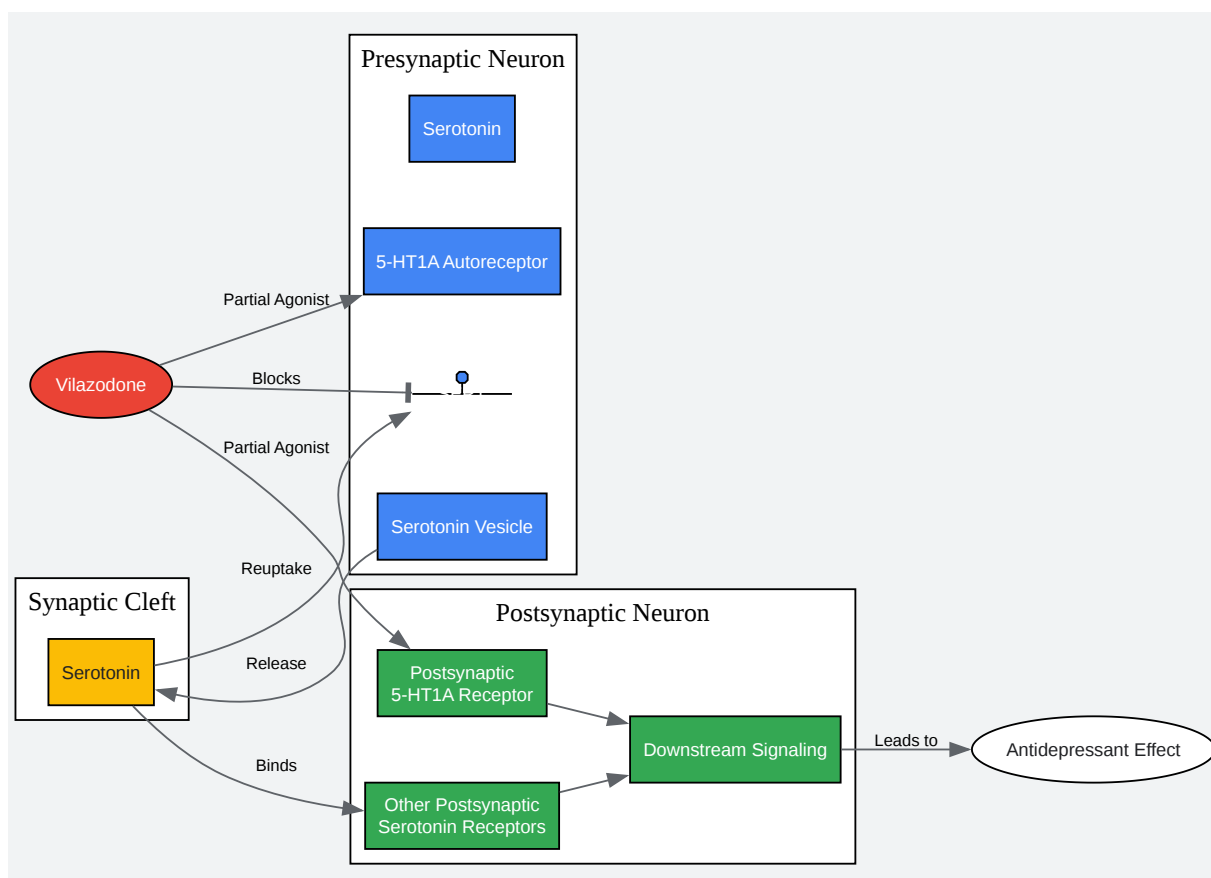 Presynaptic Neuron
Serotonin
5-HT1A Autoreceptor
Partial Agonist
Vilazodone
Blocks
Partial Agonist
Serotonin Vesicle
Reuptake
Synaptic Cleft
Serotonin
Release
Binds
Postsynaptic Neuron
Postsynaptic
5-HT1A Receptor
Downstream Signaling
Other Postsynaptic
Serotonin Receptors
Leads to
Antidepressant Effect